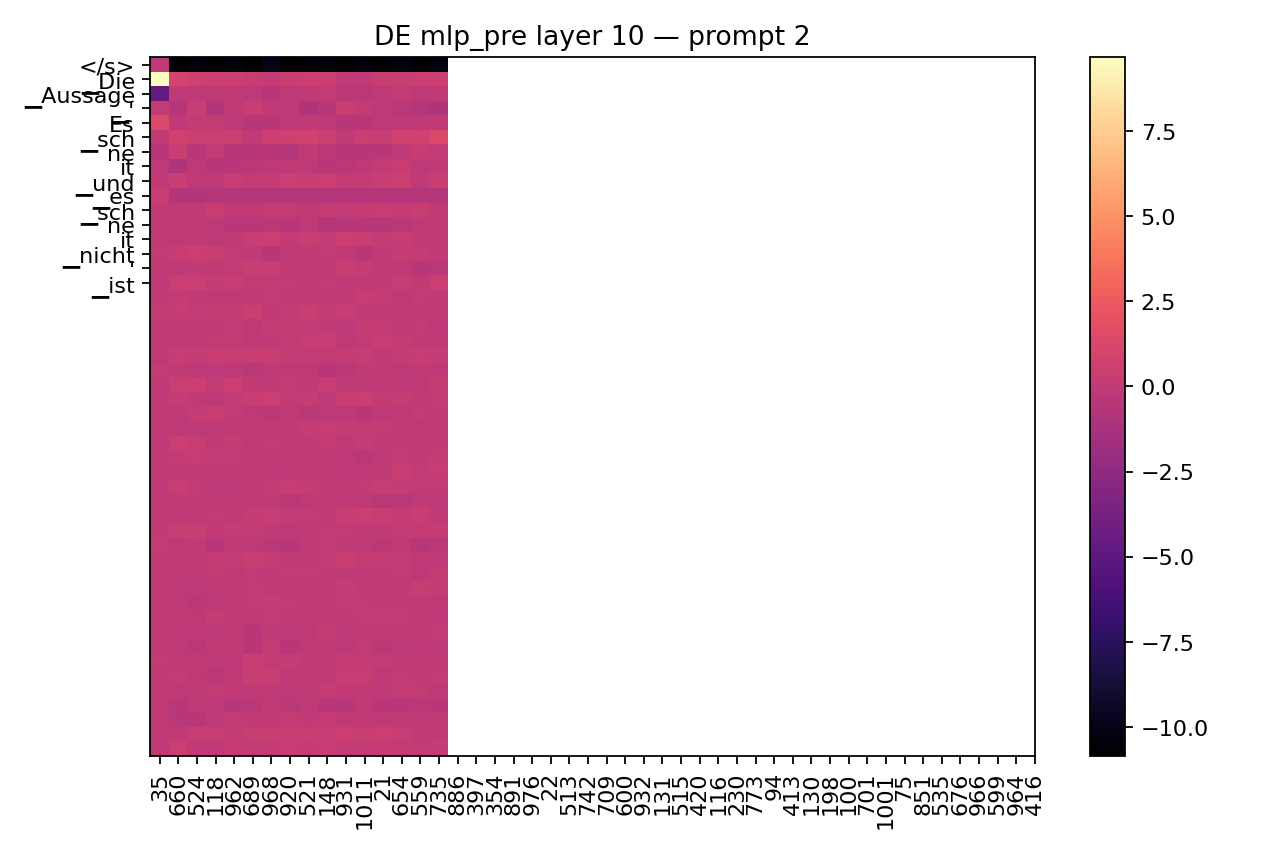 DE mlp_pre layer 10 — prompt 2
</s>
▁Die
▁Aussage
'
▁Es
▁sch
ne
it
▁und
▁es
▁sch
ne
it
▁nicht
'
▁ist
35 660 524 118 962 689 968 920 521 148 931 1011 21 654 559 735 886 397 354 891 976 22 513 742 709 600 932 131 515 420 116 230 773 94 413 130 198 100 701 1001 75 851 535 676 966 599 964 416
7.5
5.0
2.5
0.0
−2.5
−5.0
−7.5
−10.0